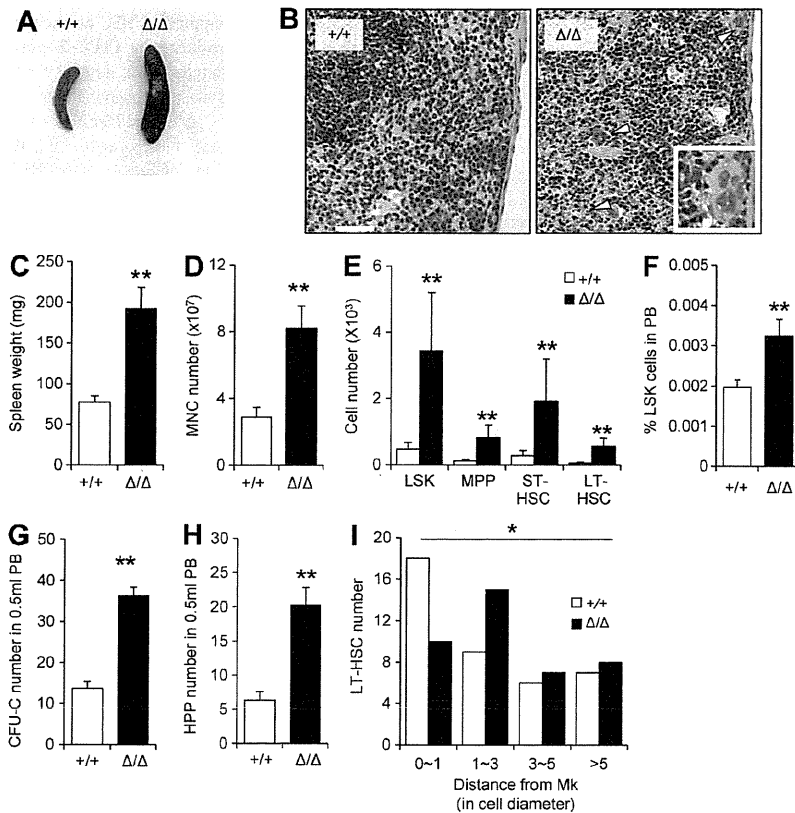 A
+/+ Δ/Δ
B
+/+
Δ/Δ
C
Spleen weight (mg)
250
200
150
100
50
0
**
+/+ Δ/Δ
D
MNC number (x10⁷)
12
8
4
0
**
+/+ Δ/Δ
E
Cell number (X10³)
6
4
2
0
** ** ** **
+/+
Δ/Δ
LSK MPP ST-HSC LT-HSC
F
% LSK cells in PB
0.005
0.004
0.003
0.002
0.001
0
**
+/+ Δ/Δ
G
CFU-C number in 0.5ml PB
50
40
30
20
10
0
**
+/+ Δ/Δ
H
HPP number in 0.5ml PB
30
25
20
15
10
5
0
**
+/+ Δ/Δ
I
LT-HSC number
20
16
12
8
4
0
*
+/+
Δ/Δ
0~1 1~3 3~5 >5
Distance from Mk
(in cell diameter)